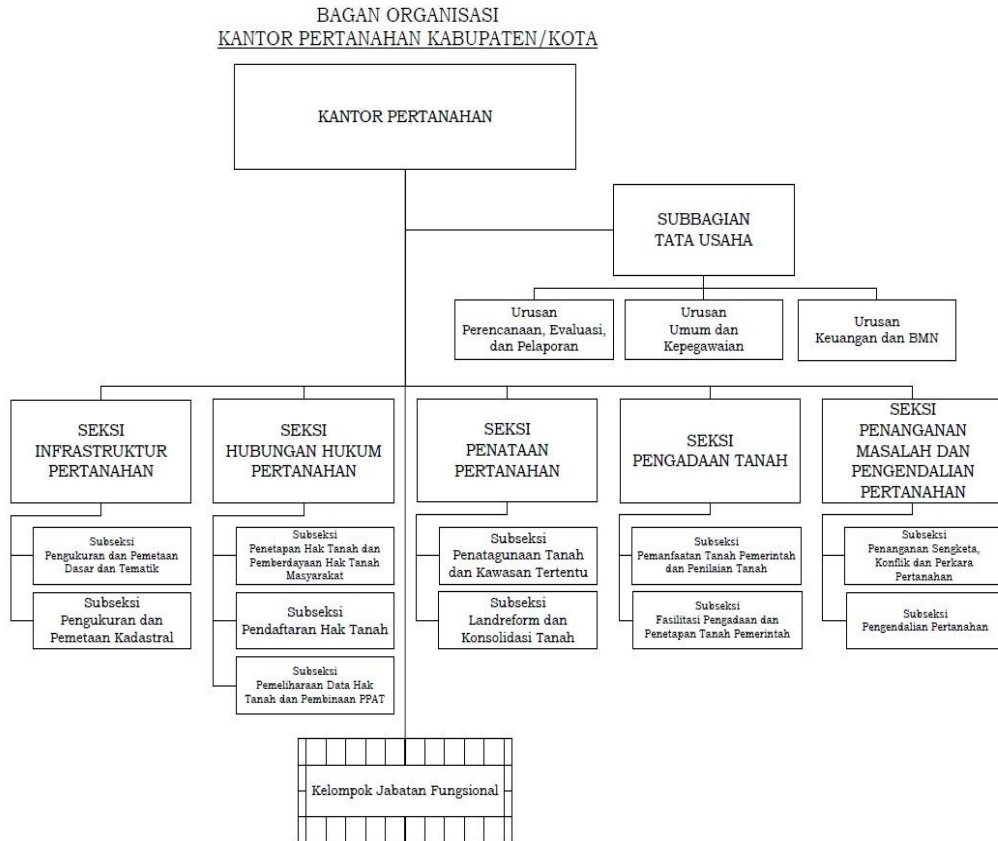 BAGAN ORGANISASI
KANTOR PERTANAHAN KABUPATEN/KOTA
KANTOR PERTANAHAN
SUBBAGIAN
TATA USAHA
Urusan
Perencanaan, Evaluasi,
dan Pelaporan
Urusan
Umum dan
Kepegawaian
Urusan
Keuangan dan BMN
SEKSI
INFRASTRUKTUR
PERTANAHAN
SEKSI
HUBUNGAN HUKUM
PERTANAHAN
SEKSI
PENATAAN
PERTANAHAN
SEKSI
PENGADAAN TANAH
SEKSI
PENANGANAN
MASALAH DAN
PENGENDALIAN
PERTANAHAN
Subseksi
Pengukuran dan Pemetaan
Dasar dan Tematik
Subseksi
Pengukuran dan
Pemetaan Kadastral
Subseksi
Penetapan Hak Tanah dan
Pemberdayaan Hak Tanah
Masyarakat
Subseksi
Pendaftaran Hak Tanah
Subseksi
Pemeliharaan Data Hak
Tanah dan Pembinaan PPAT
Subseksi
Penatagunaan Tanah
dan Kawasan Tertentu
Subseksi
Landreform dan
Konsolidasi Tanah
Subseksi
Pemanfaatan Tanah Pemerintah
dan Penilaian Tanah
Subseksi
Fasilitasi Pengadaan dan
Penetapan Tanah Pemerintah
Subseksi
Penanganan Sengketa,
Konflik dan Perkara
Pertanahan
Subseksi
Pengendalian Pertanahan
Kelompok Jabatan Fungsional